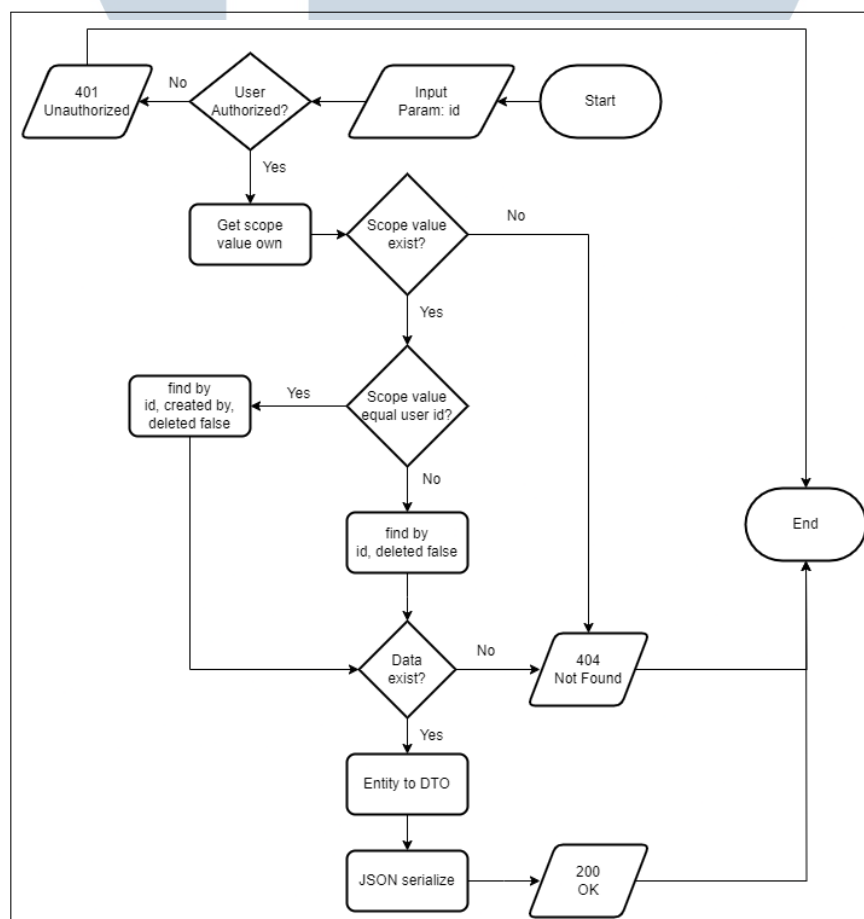 401
Unauthorized
No
User
Authorized?
Input
Param: id
Start
Yes
Get scope
value own
Scope value
exist?
No
Yes
find by
id, created by,
deleted false
Yes
Scope value
equal user id?
No
find by
id, deleted false
End
Data
exist?
No
404
Not Found
Yes
Entity to DTO
JSON serialize
200
OK